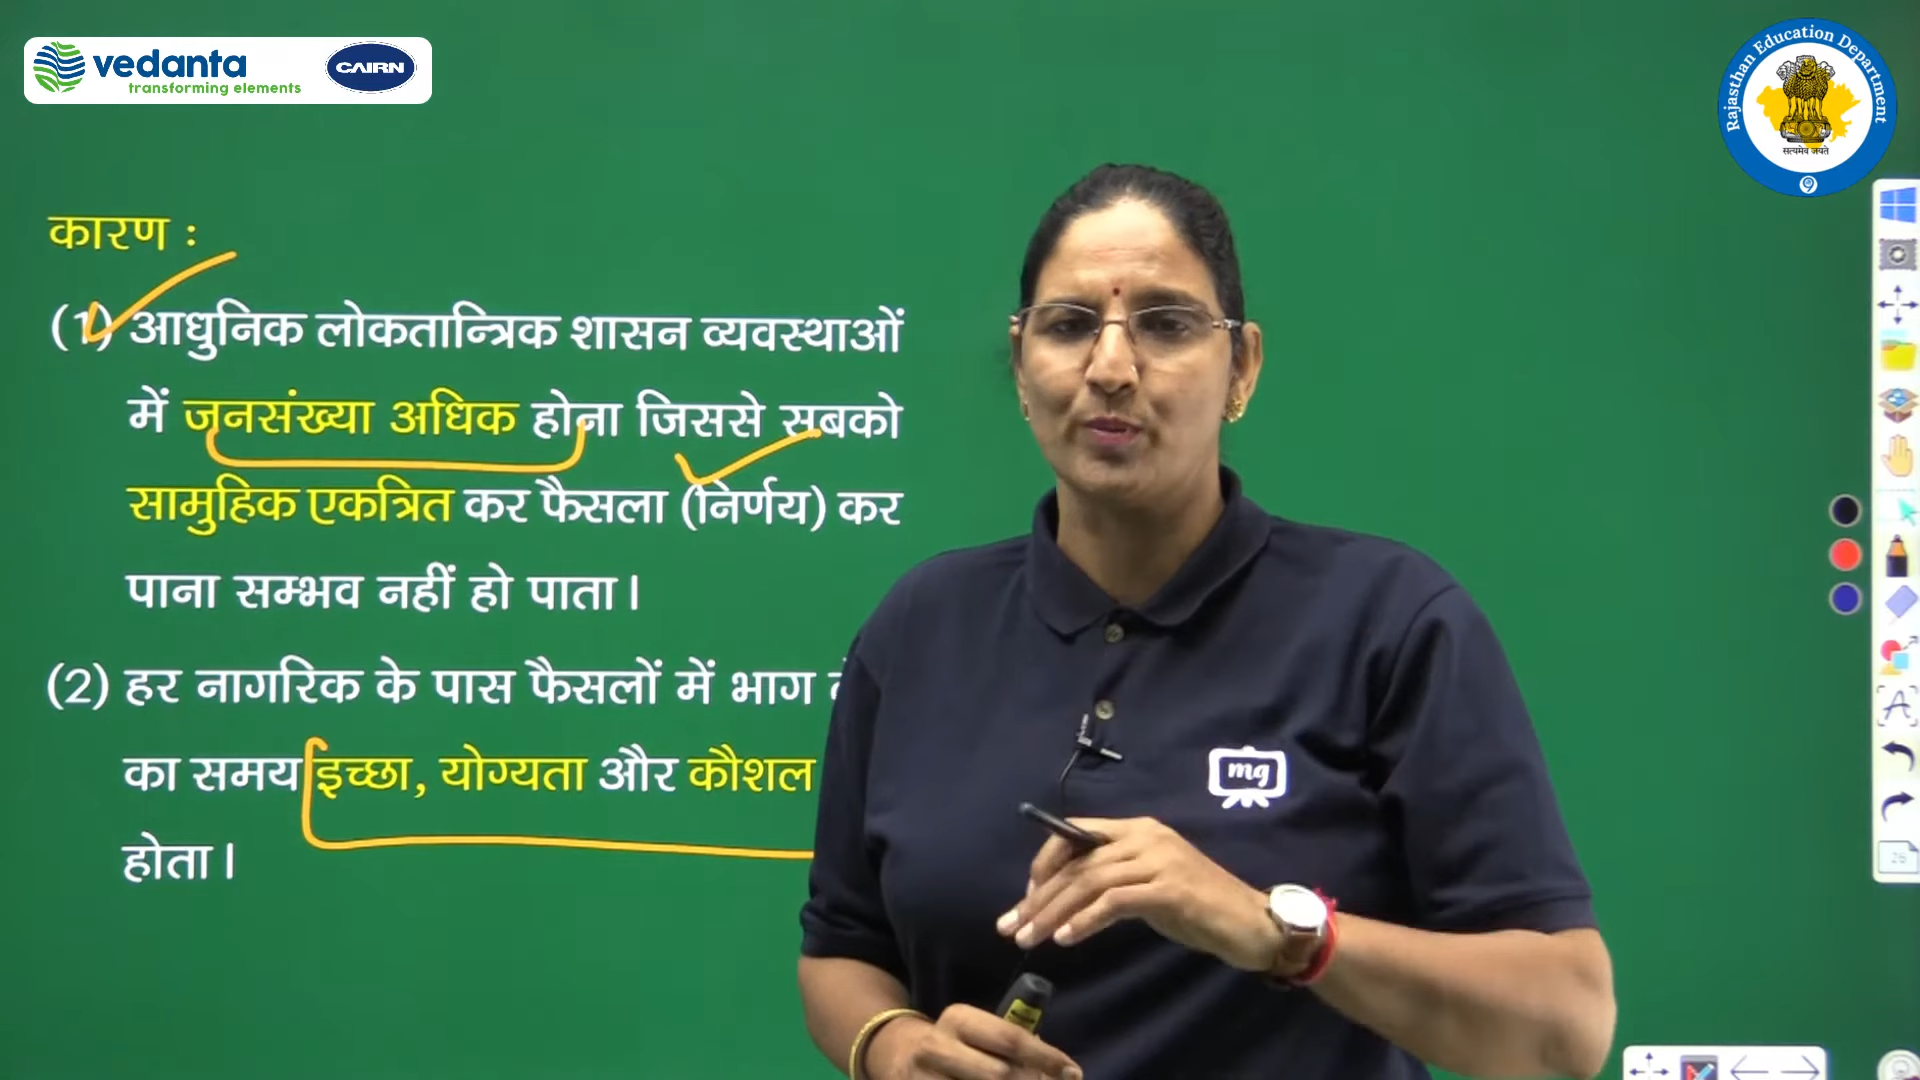 vedanta
transforming elements
CAIRN
Rajasthan Education Department
सत्यमेव जयते
कारण :
(1) आधुनिक लोकतान्त्रिक शासन व्यवस्थाओं
में जनसंख्या अधिक होना जिससे सबको
सामुहिक एकत्रित कर फैसला (निर्णय) कर
पाना सम्भव नहीं हो पाता।
(2) हर नागरिक के पास फैसलों में भाग
का समय इच्छा, योग्यता और कौशल
होता।
mg
A
26